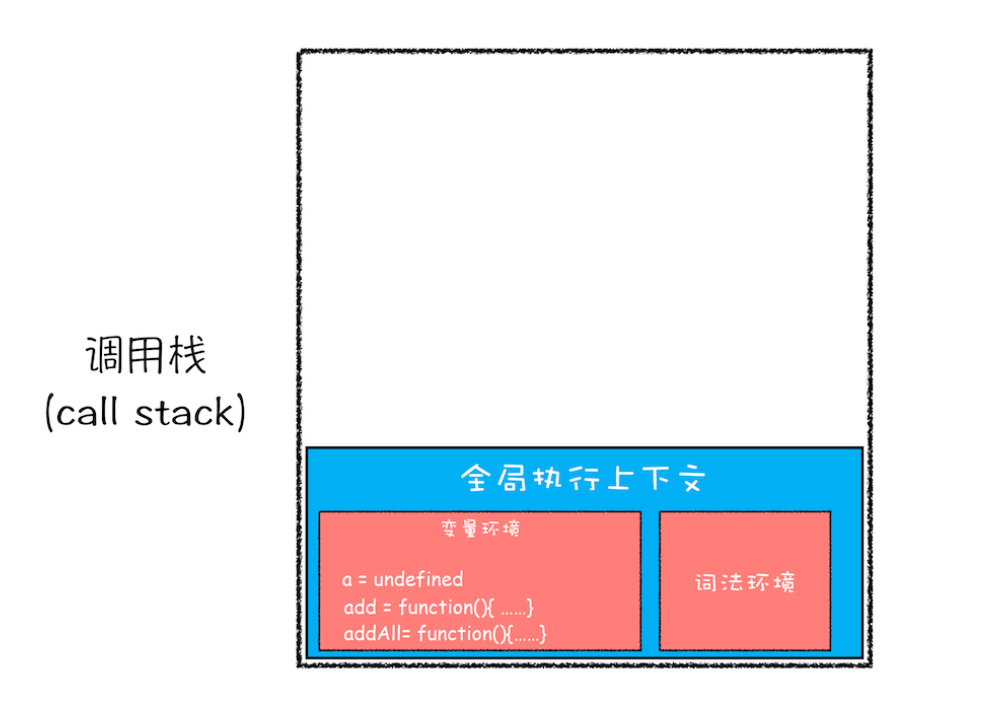 调用栈
(call stack)
全局执行上下文
变量环境
a = undefined
add = function(){ ……}
addAll= function(){……}
词法环境